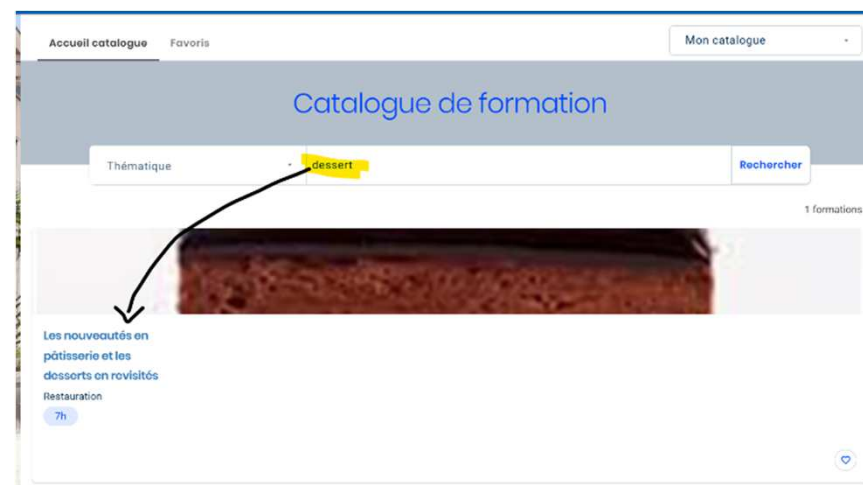 Accueil catalogue Favoris Mon catalogue
Catalogue de formation
Thématique dessert Rechercher
1 formations
Les nouveautés en
pâtisserie et les
desserts en revisités
Restauration
7h